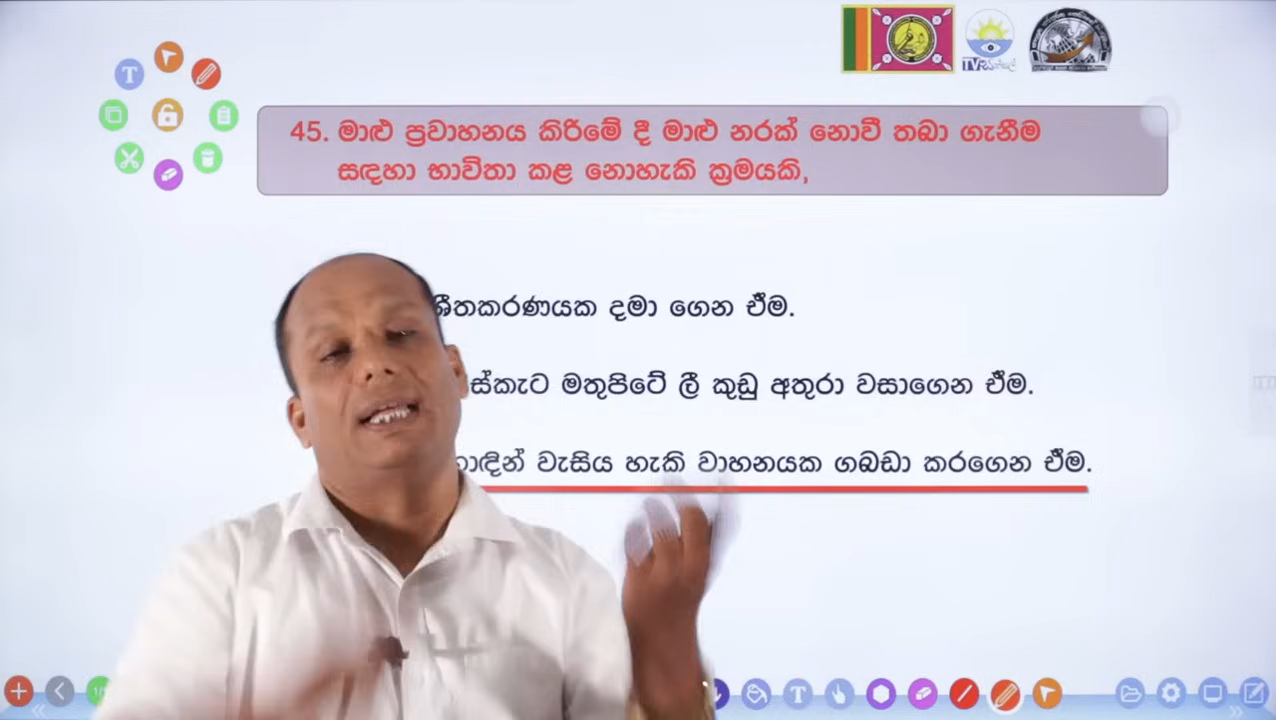 45. මාළු ප්‍රවාහනය කිරීමේ දී මාළු නරක් නොවී තබා ගැනීම
සඳහා භාවිතා කළ නොහැකි ක්‍රමයකි,
ශීතකරණයක දමා ගෙන ඒම.
මතුපිටේ ලී කුඩු අතුරා වසාගෙන ඒම.
වැසිය හැකි වාහනයක ගබඩා කරගෙන ඒම.